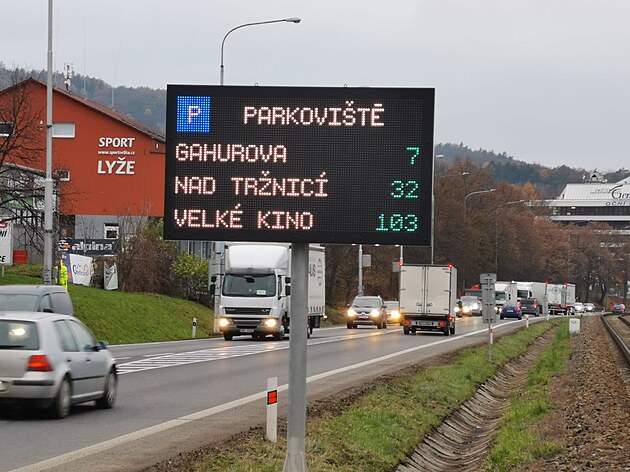 P PARKOVIŠTĚ
GAHUROVA 7
NAD TRŽNICÍ 32
VELKÉ KINO 103
SPORT
LYŽE
alpina